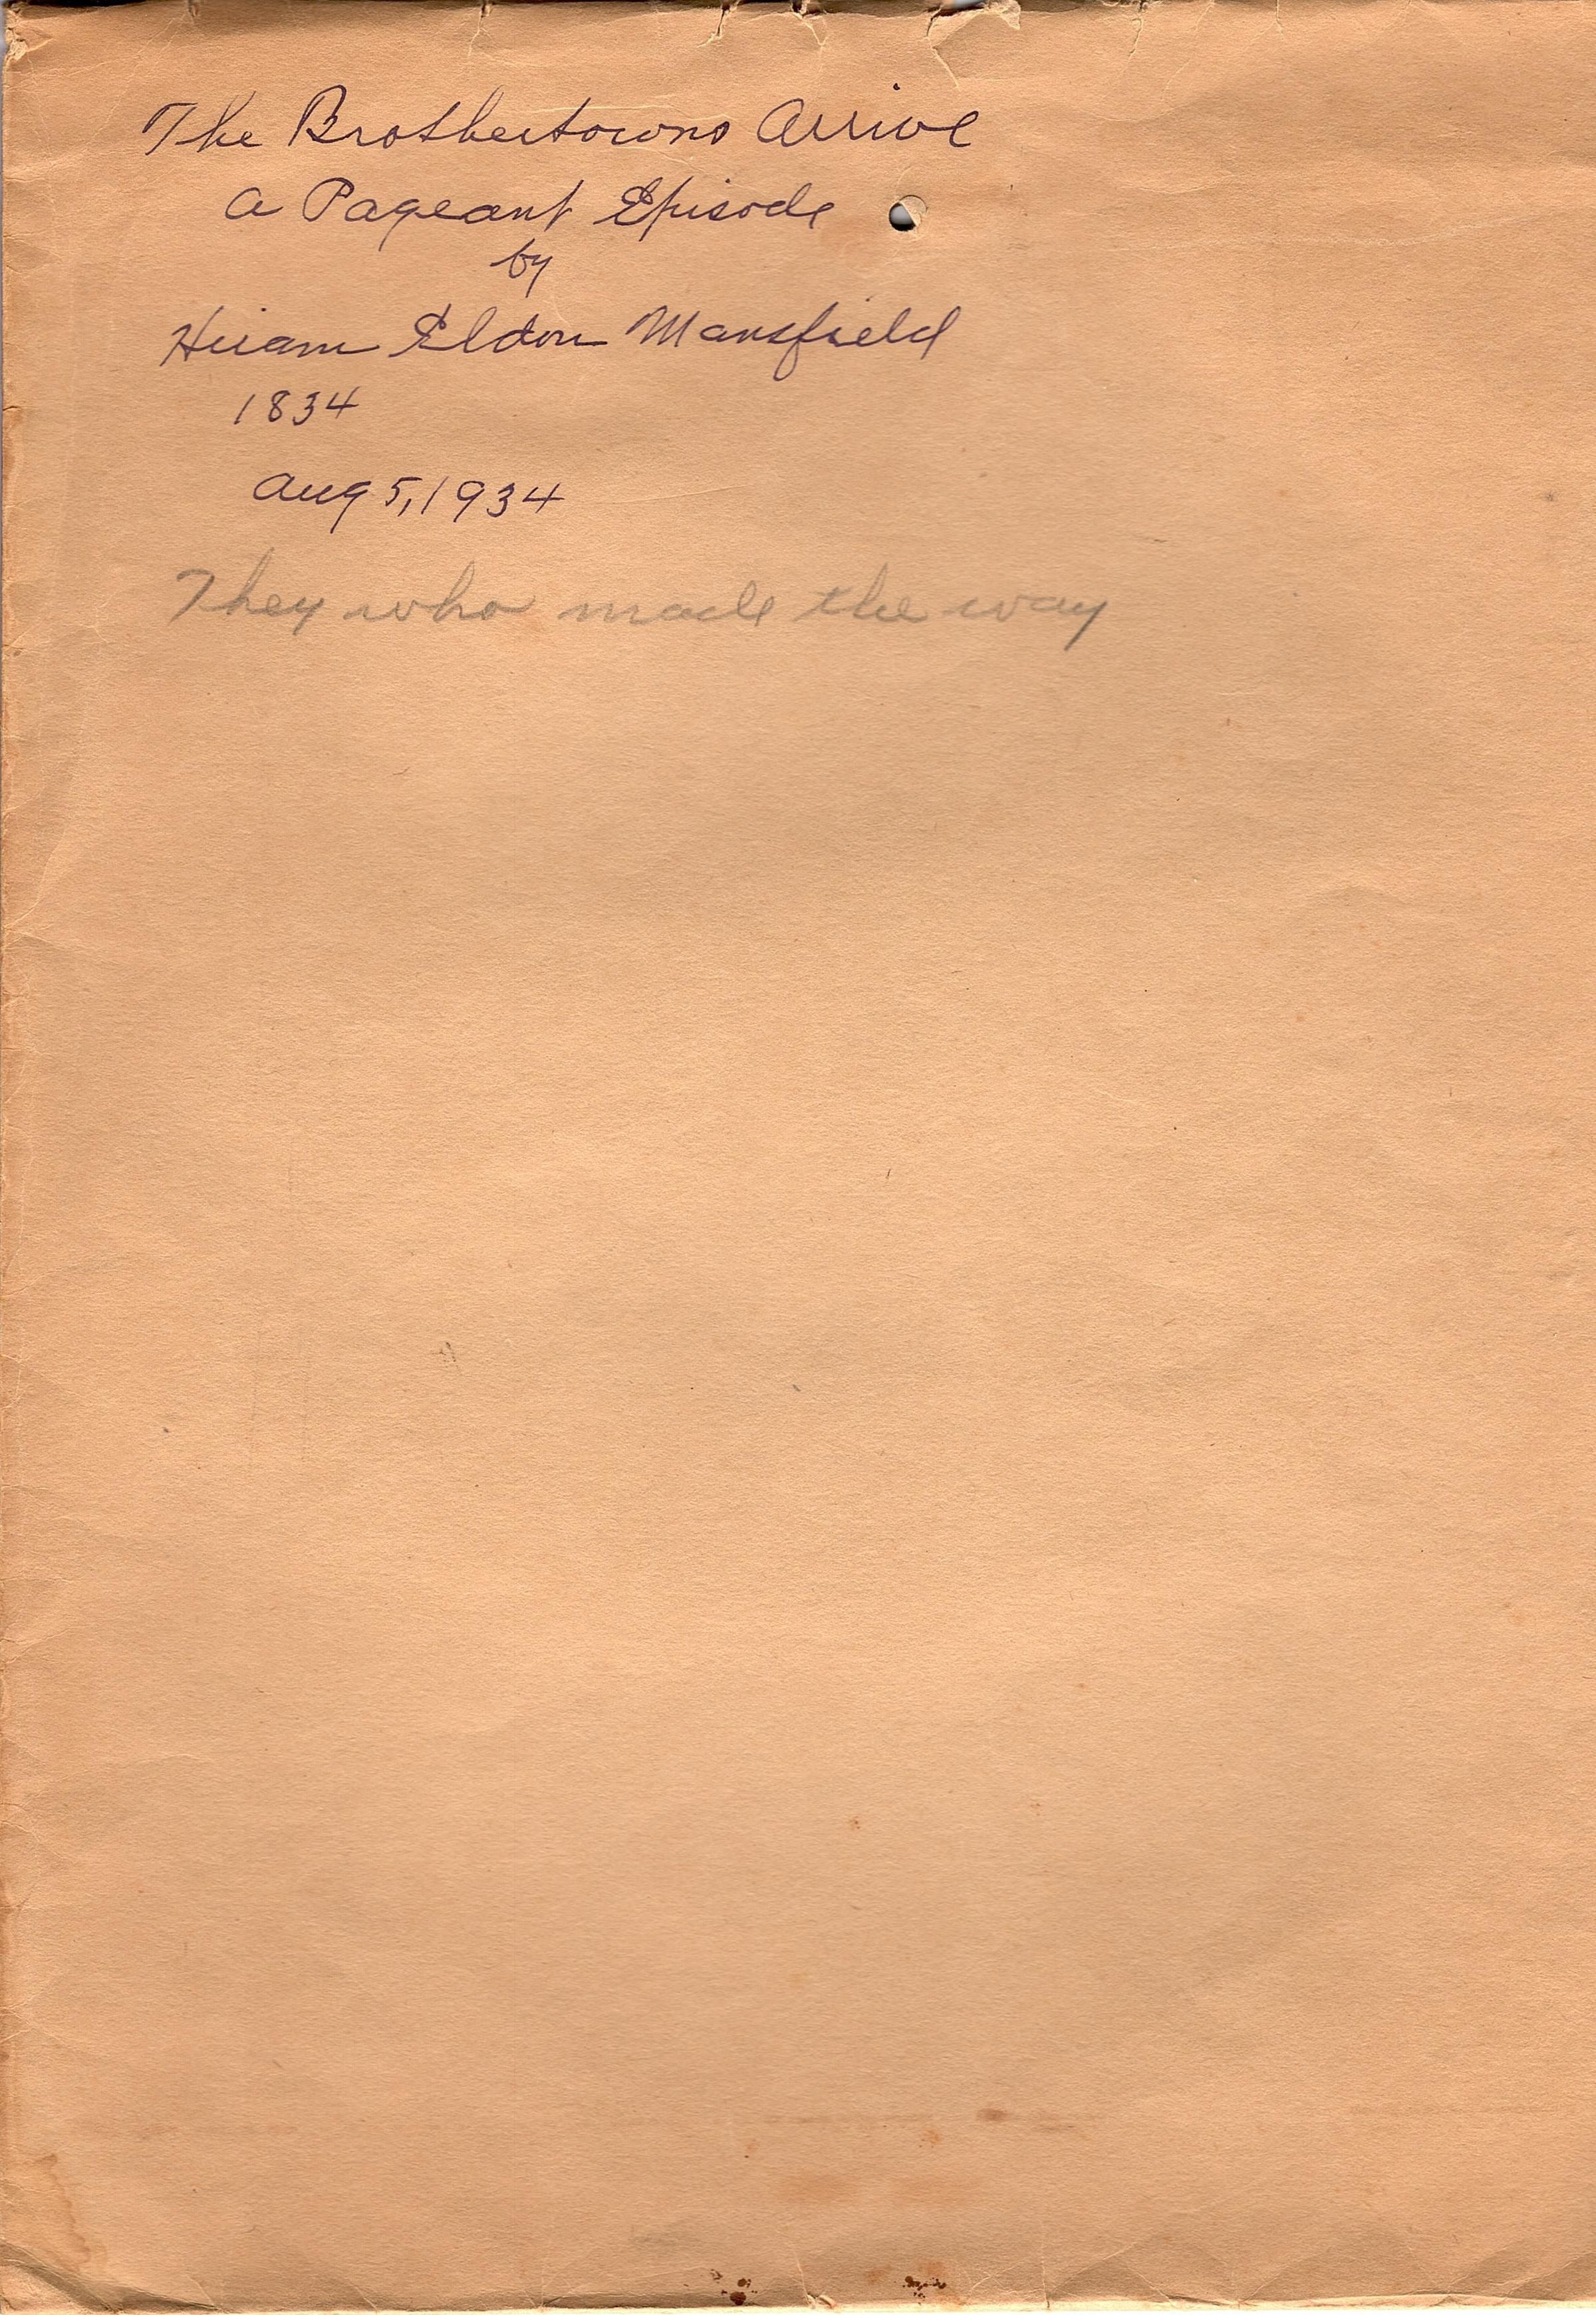 The Brothertowns Arrive
a Pageant Episode
by
Hiram Eldon Mansfield
1834
Aug 5, 1934
They who made the way